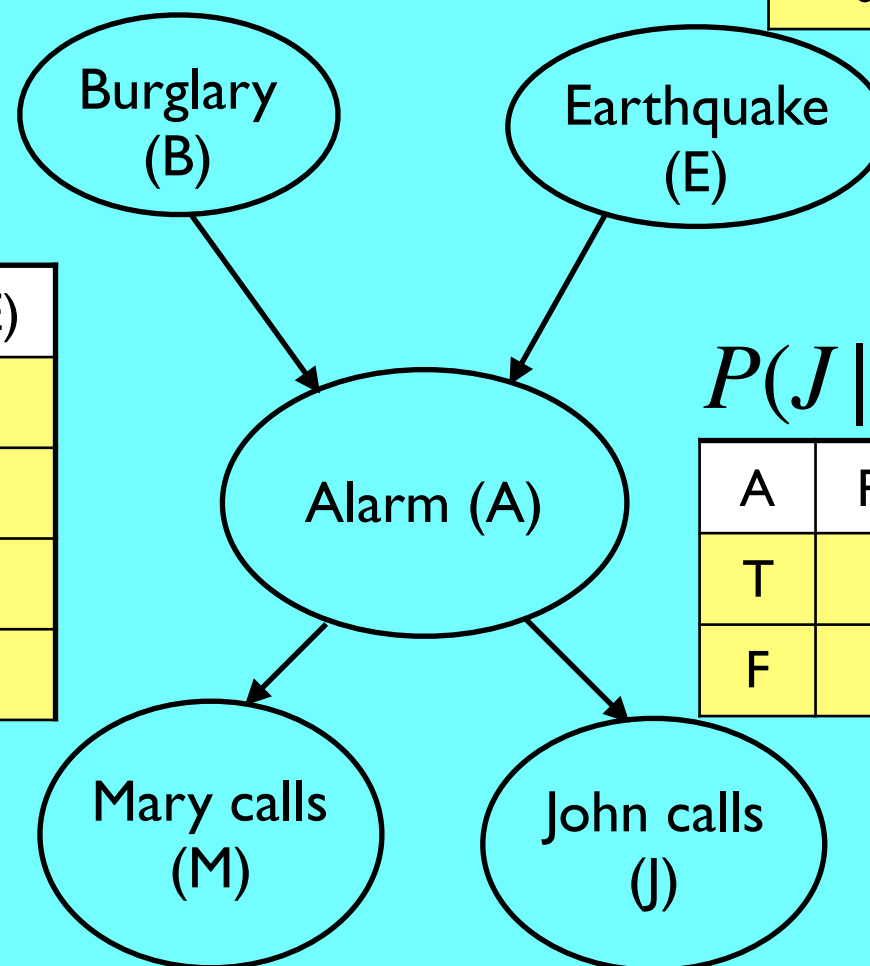 Burglary
(B)
Earthquake
(E)
)
P(J |
Alarm (A)
A
T
F
Mary calls
(M)
John calls
(J)